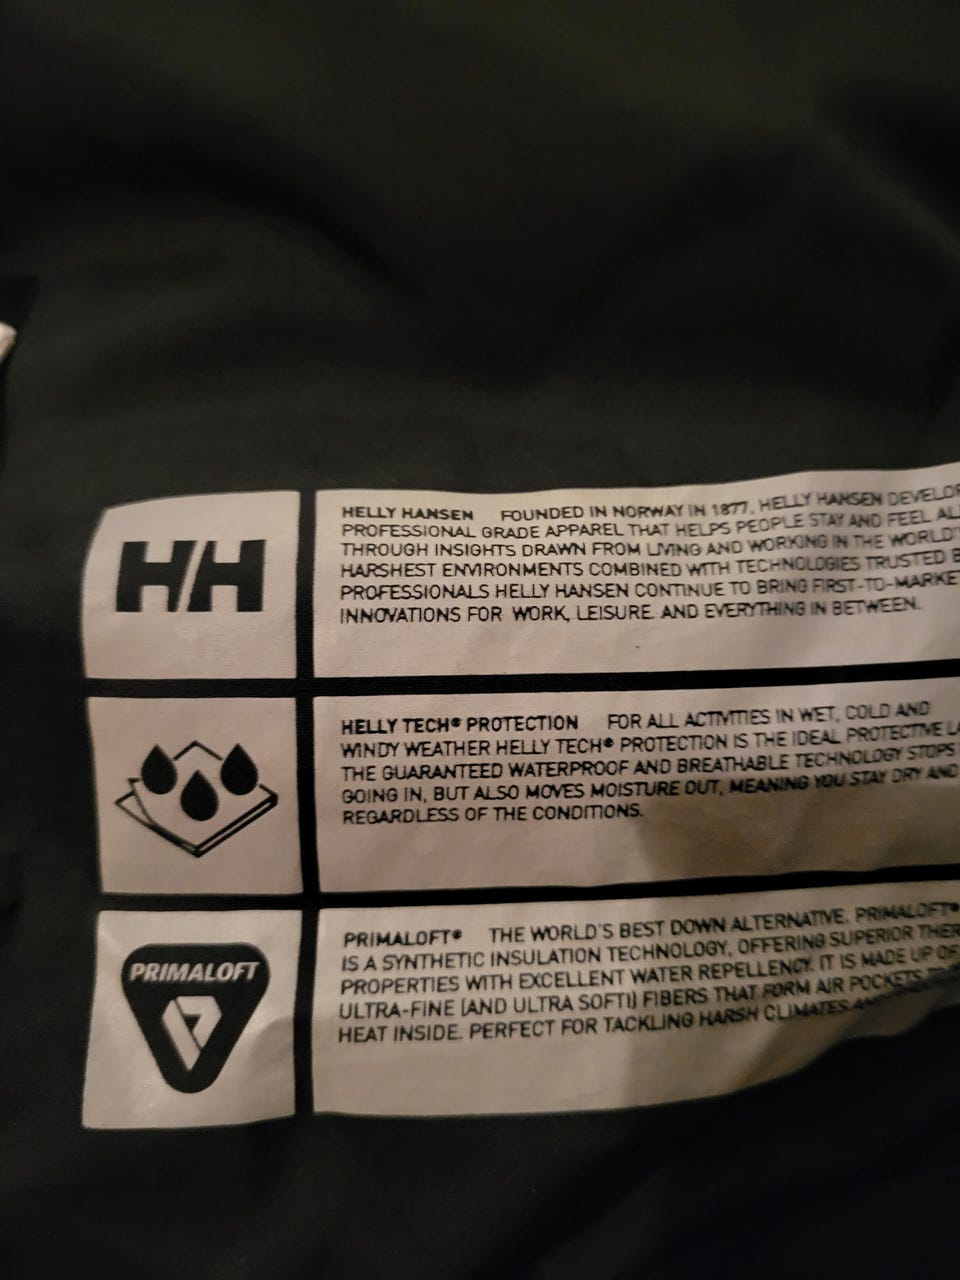 HH
HELLY HANSEN FOUNDED IN NORWAY IN 1877, HELLY HANSEN
PROFESSIONAL GRADE APPAREL THAT HELPS PEOPLE STAY AND FEEL
THROUGH INSIGHTS DRAWN FROM LIVING AND WORKING IN THE WORLD'
HARSHEST ENVIRONMENTS COMBINED WITH TECHNOLOGIES TRUSTED
PROFESSIONALS HELLY HANSEN CONTINUE TO BRING FIRST-TO-MARKET
INNOVATIONS FOR WORK, LEISURE. AND EVERYTHING IN BETWEEN.
HELLY TECH® PROTECTION FOR ALL ACTIVITIES IN WET, COLD AND
WINDY WEATHER HELLY TECH® PROTECTION IS THE IDEAL PROTECTIVE
THE GUARANTEED WATERPROOF AND BREATHABLE TECHNOLOGY STOPS
GOING IN, BUT ALSO MOVES MOISTURE OUT, MEANING YOU STAY DRY AND
REGARDLESS OF THE CONDITIONS.
PRIMALOFT
PRIMALOFT® THE WORLD'S BEST DOWN ALTERNATIVE. PRIMALOFT®
IS A SYNTHETIC INSULATION TECHNOLOGY, OFFERING SUPERIOR
PROPERTIES WITH EXCELLENT WATER REPELLENCY. IT IS MADE UP OF
ULTRA-FINE (AND ULTRA SOFT!) FIBERS THAT FORM AIR POCKETS
HEAT INSIDE. PERFECT FOR TACKLING HARSH CLIMATES